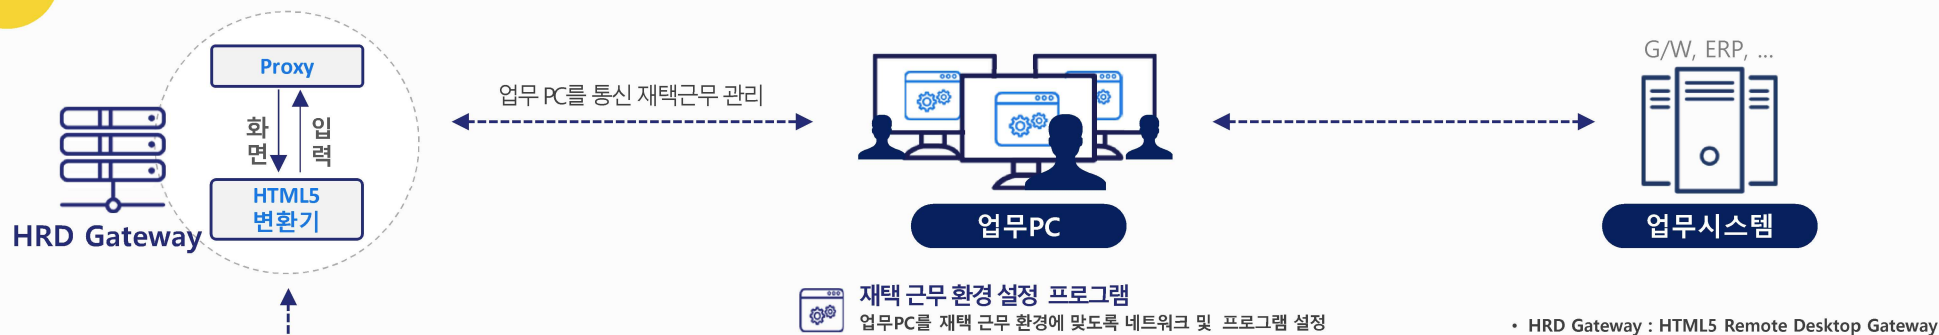 G/W, ERP, ...
Proxy
업무 PC를 통신 재택근무 관리
화면
입력
HTML5
변환기
HRD Gateway
업무PC
업무시스템
재택 근무 환경 설정 프로그램
업무PC를 재택 근무 환경에 맞도록 네트워크 및 프로그램 설정
• HRD Gateway : HTML5 Remote Desktop Gateway